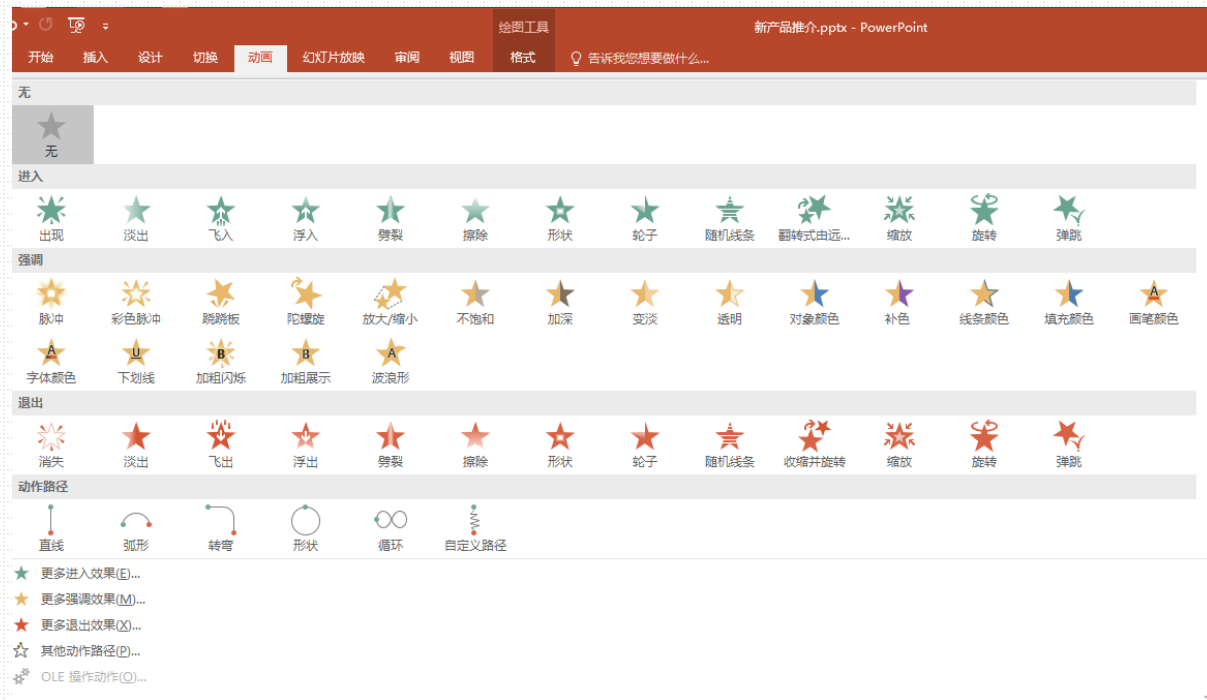 绘图工具 新产品推介.pptx - PowerPoint
开始 插入 设计 切换 动画 幻灯片放映 审阅 视图 格式 告诉我您想要做什么...
无
无
进入
出现 淡出 飞入 浮入 劈裂 擦除 形状 轮子 随机线条 翻转式由远... 缩放 旋转 弹跳
强调
脉冲 彩色脉冲 跷跷板 陀螺旋 放大/缩小 不饱和 加深 变淡 透明 对象颜色 补色 线条颜色 填充颜色 画笔颜色
字体颜色 下划线 加粗闪烁 加粗展示 波浪形
退出
消失 淡出 飞出 浮出 劈裂 擦除 形状 轮子 随机线条 收缩并旋转 缩放 旋转 弹跳
动作路径
直线 弧形 转弯 形状 循环 自定义路径
更多进入效果(E)...
更多强调效果(M)...
更多退出效果(X)...
其他动作路径(P)...
OLE 操作动作(O)...